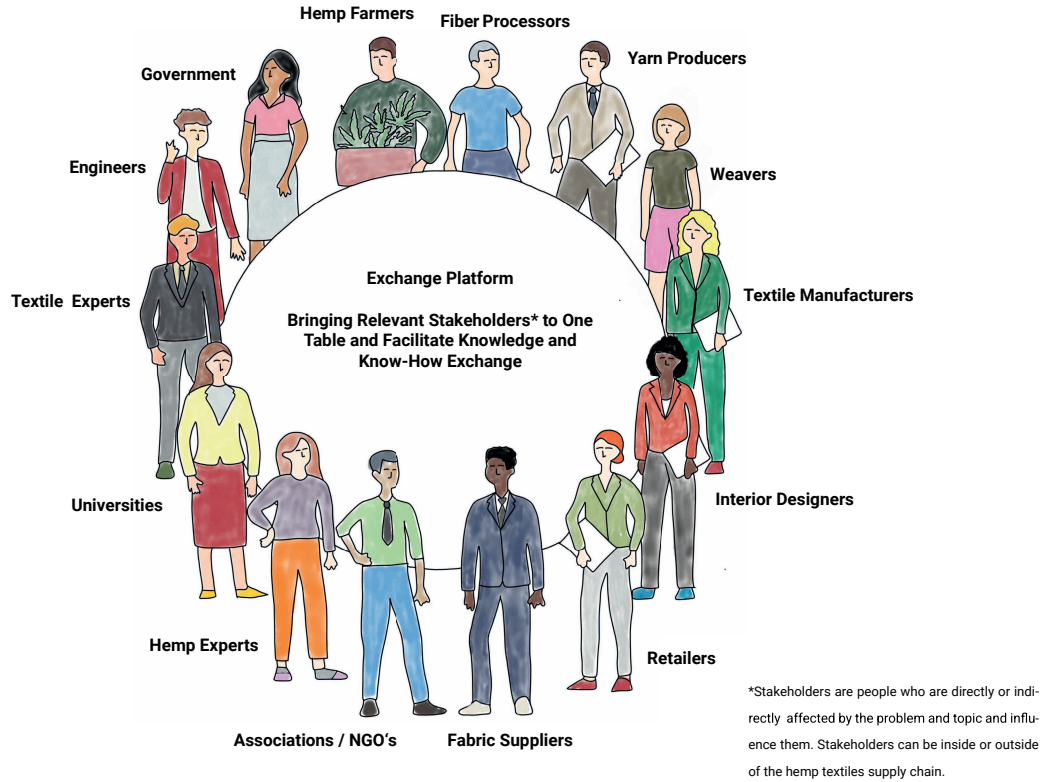 Hemp Farmers
Fiber Processors
Yarn Producers
Government
Engineers
Weavers
Textile Experts
Textile Manufacturers
Exchange Platform
Bringing Relevant Stakeholders* to One
Table and Facilitate Knowledge and
Know-How Exchange
Universities
Interior Designers
Hemp Experts
Retailers
Associations / NGO‘s
Fabric Suppliers
*Stakeholders are people who are directly or indi-
rectly affected by the problem and topic and influ-
ence them. Stakeholders can be inside or outside
of the hemp textiles supply chain.